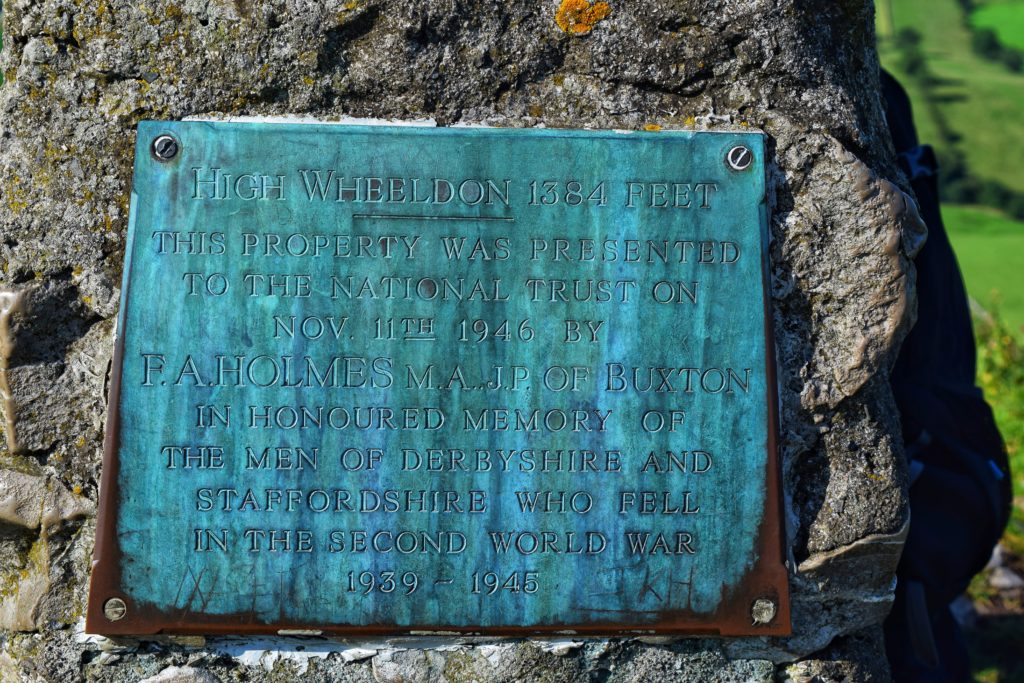 HIGH WHEELDON 1384 FEET
THIS PROPERTY WAS PRESENTED
TO THE NATIONAL TRUST ON
NOV. 11TH 1946 BY
F.A.HOLMES M.A.,J.P. OF BUXTON
IN HONOURED MEMORY OF
THE MEN OF DERBYSHIRE AND
STAFFORDSHIRE WHO FELL
IN THE SECOND WORLD WAR
1939 - 1945
KH